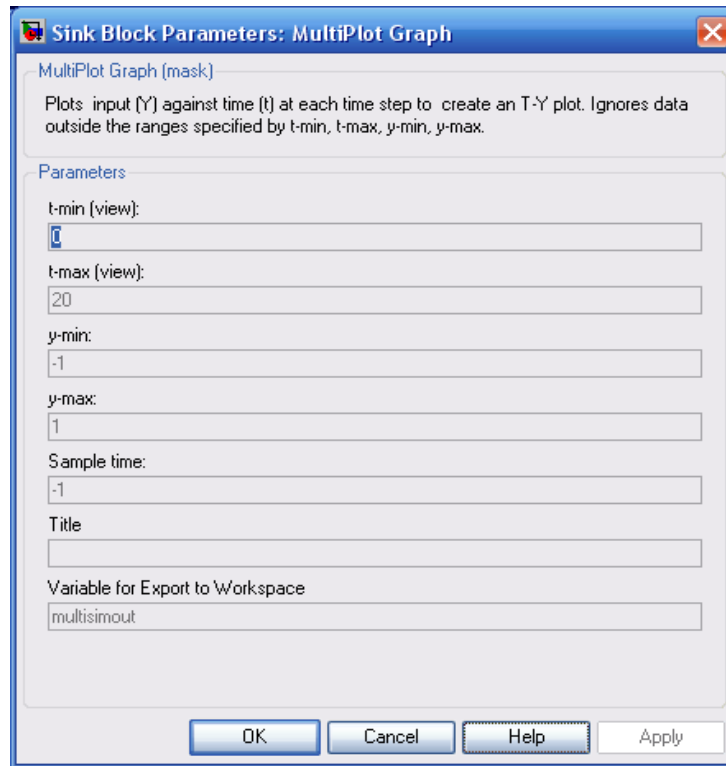 Sink Block Parameters: MultiPlot Graph
MultiPlot Graph (mask)
Plots input (Y) against time (t) at each time step to create an T-Y plot. Ignores data
outside the ranges specified by t-min, t-max, y-min, y-max.
Parameters
t-min (view):
0
t-max (view):
20
y-min:
-1
y-max:
1
Sample time:
-1
Title
Variable for Export to Workspace
multisimout
OK
Cancel
Help
Apply